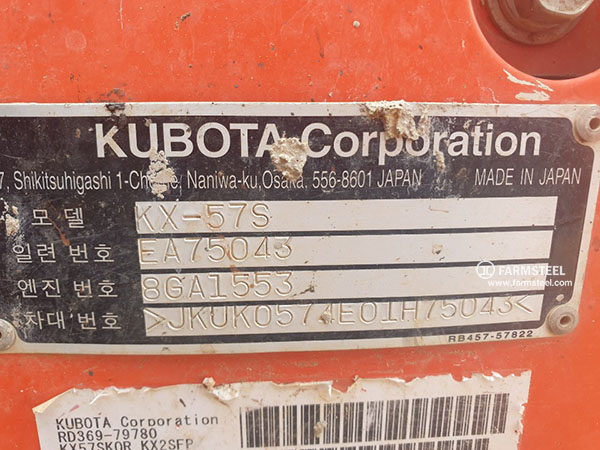 KUBOTA Corporation
7, Shikitsuhigashi 1-Chome, Naniwa-ku,Osaka, 556-8601 JAPAN MADE IN JAPAN
모델 KX-57S
일련 번호 EA75043
엔진 번호 8GA1553
FARMSTEEL
www.farmsteel.com
차대 번호
RB457-57822
KUBOTA Corporation
RD369-79780
KX57SKOR KX2SFP